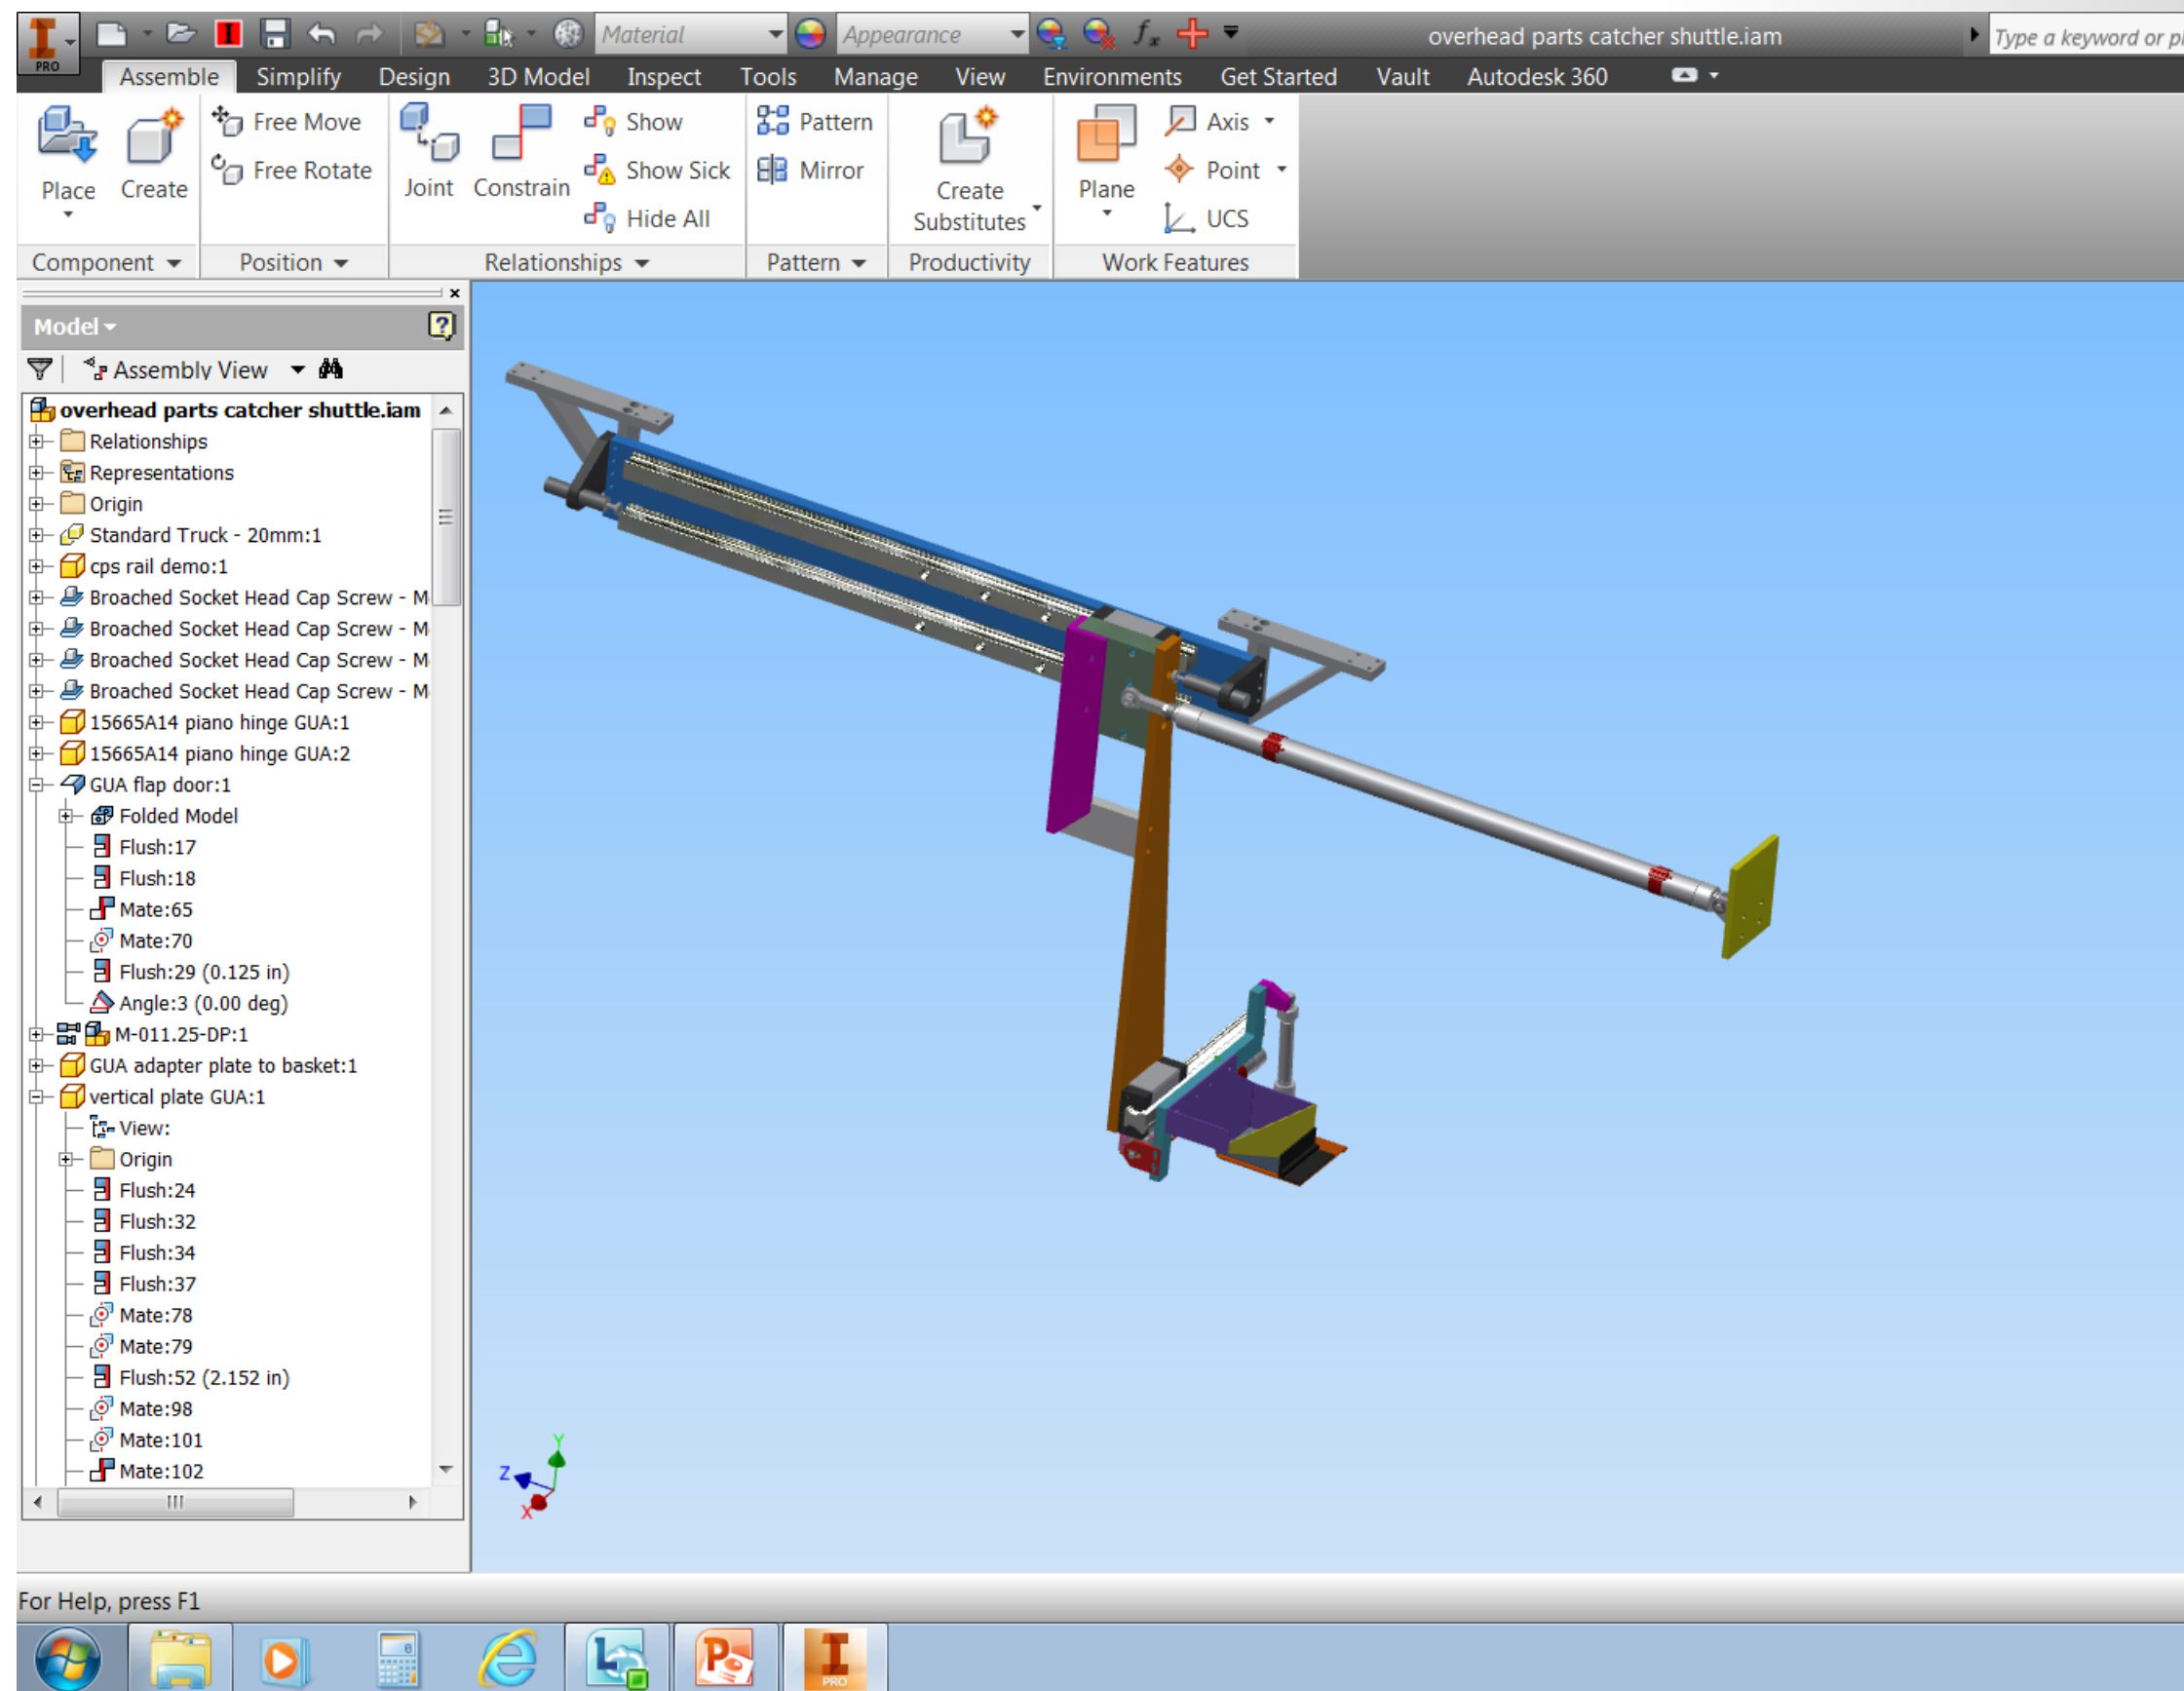 Material
Appearance
fx
overhead parts catcher shuttle.iam
Type a keyword or
PRO
Assemble Simplify Design 3D Model Inspect Tools Manage View Environments Get Started Vault Autodesk 360
Place
Create
Free Move
Free Rotate
Joint
Constrain
Show
Show Sick
Hide All
Pattern
Mirror
Create
Substitutes
Plane
Axis
Point
UCS
Component
Position
Relationships
Pattern
Productivity
Work Features
Model
Assembly View
overhead parts catcher shuttle.iam
Relationships
Representations
Origin
Standard Truck - 20mm:1
cps rail demo:1
Broached Socket Head Cap Screw - M
Broached Socket Head Cap Screw - M
Broached Socket Head Cap Screw - M
Broached Socket Head Cap Screw - M
15665A14 piano hinge GUA:1
15665A14 piano hinge GUA:2
GUA flap door:1
Folded Model
Flush:17
Flush:18
Mate:65
Mate:70
Flush:29 (0.125 in)
Angle:3 (0.00 deg)
M-011.25-DP:1
GUA adapter plate to basket:1
vertical plate GUA:1
View:
Origin
Flush:24
Flush:32
Flush:34
Flush:37
Mate:78
Mate:79
Flush:52 (2.152 in)
Mate:98
Mate:101
Mate:102
Y
Z
X
For Help, press F1
PRO